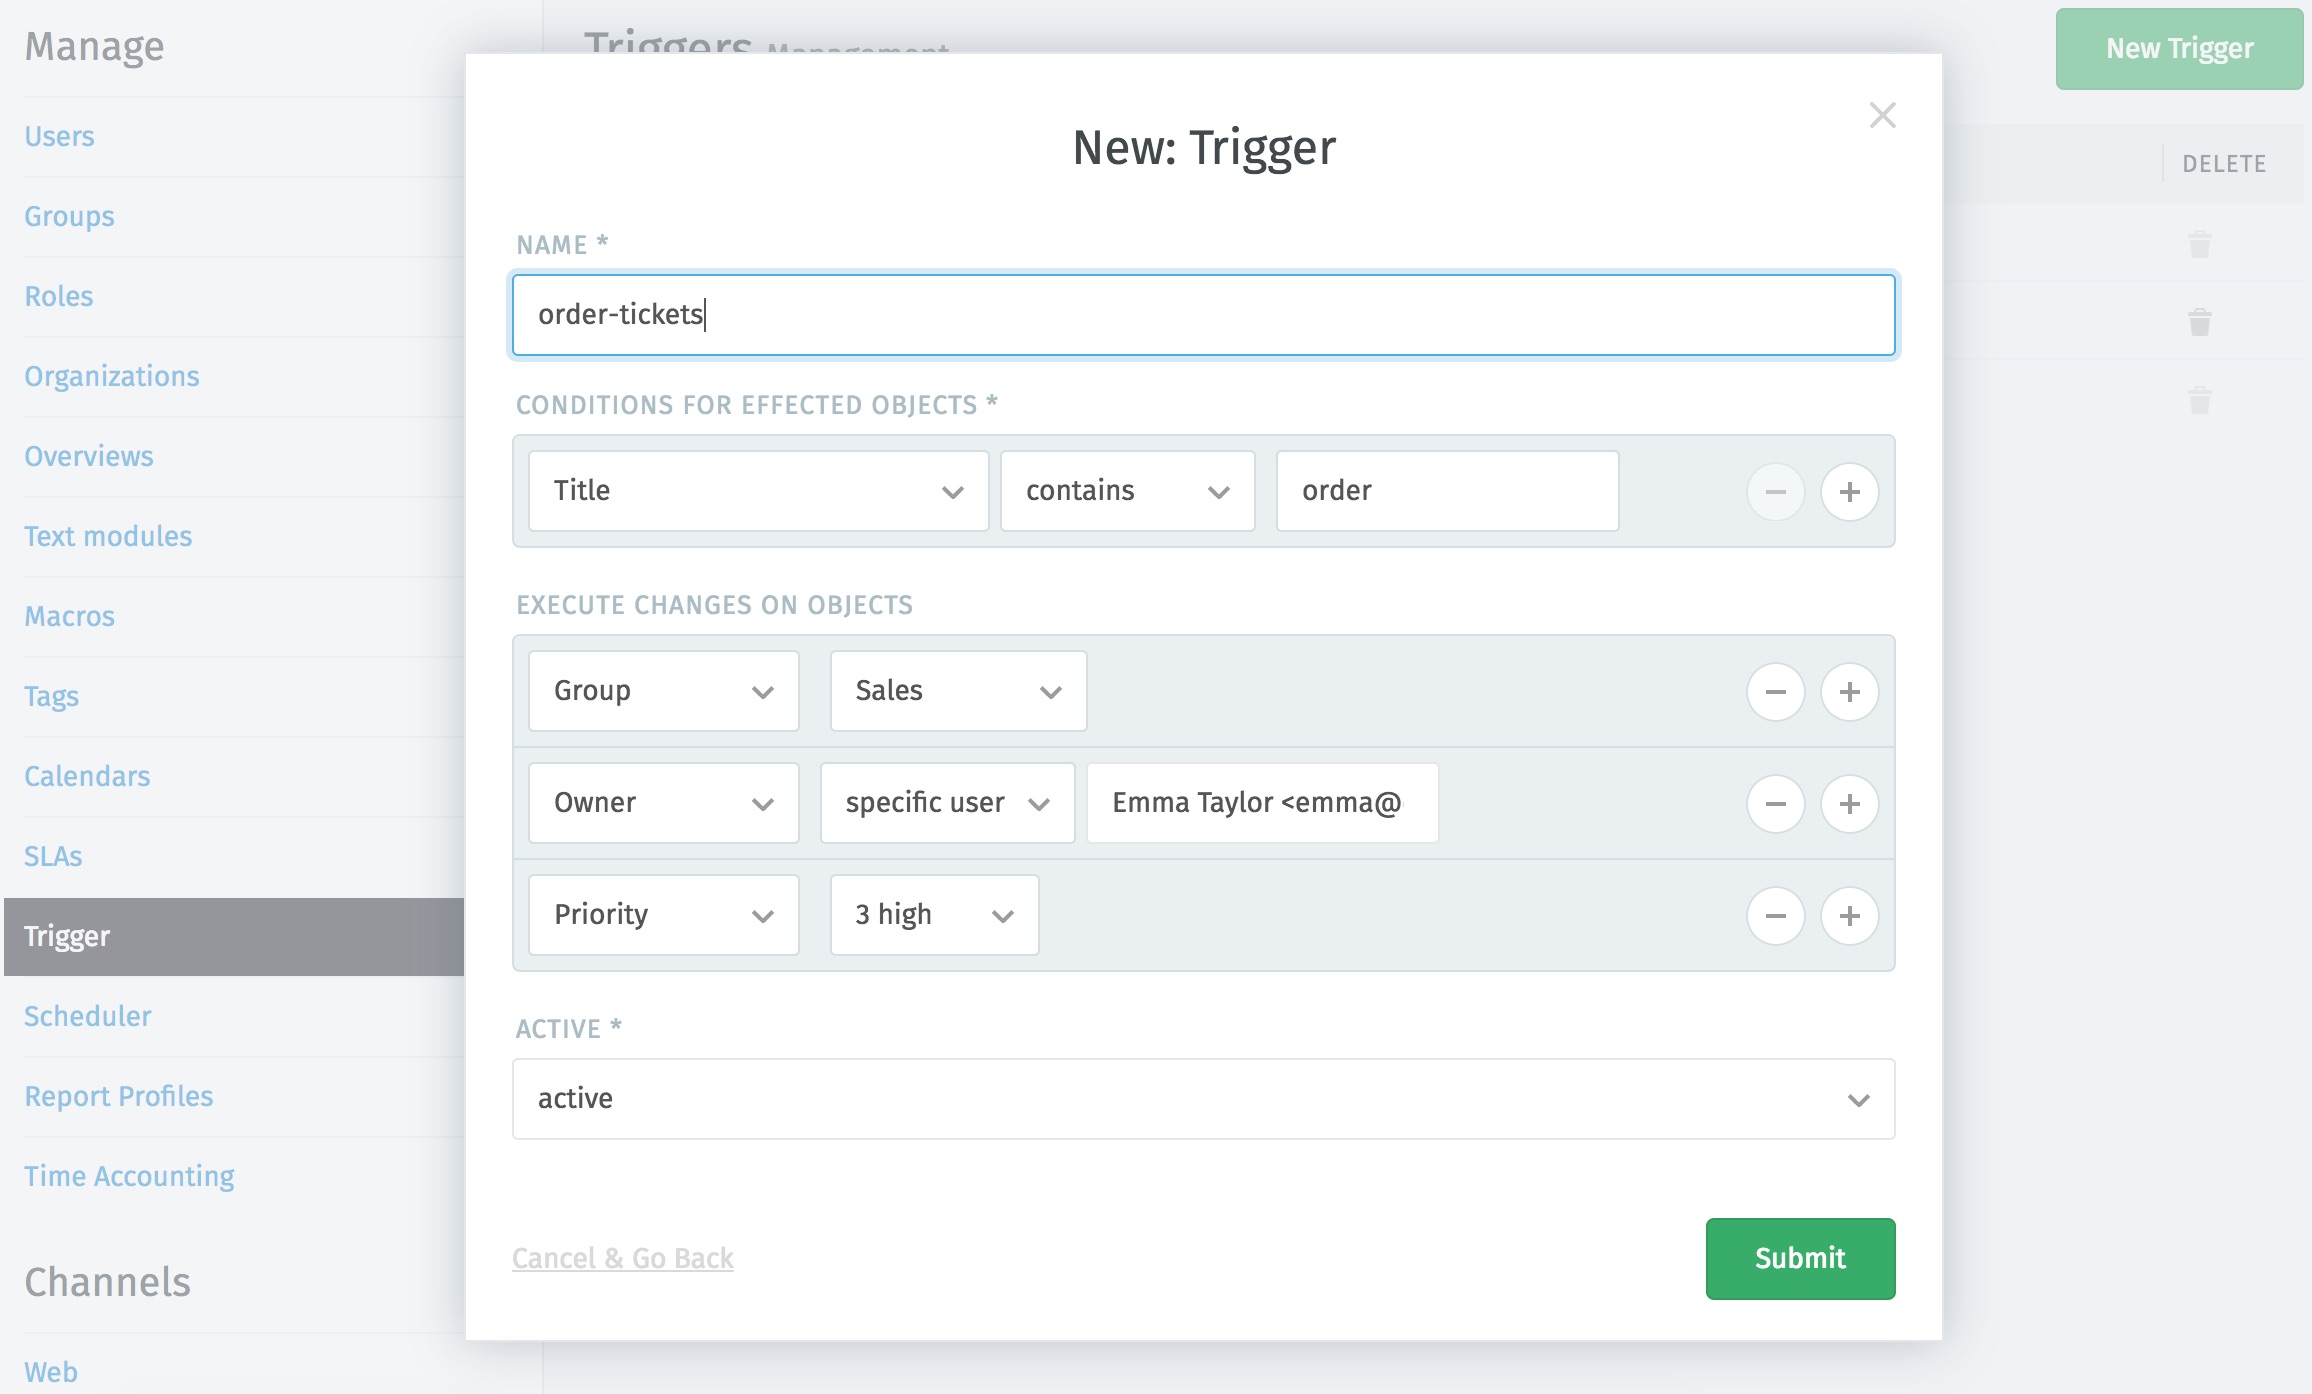 Manage
Users
Groups
Roles
Organizations
Overviews
Text modules
Macros
Tags
Calendars
SLAs
Trigger
Scheduler
Report Profiles
Time Accounting
Channels
Web
Triggers Management
New Trigger
DELETE
New: Trigger
NAME *
order-tickets
CONDITIONS FOR EFFECTED OBJECTS *
Title contains order
EXECUTE CHANGES ON OBJECTS
Group Sales
Owner specific user Emma Taylor <emma@
Priority 3 high
ACTIVE *
active
Cancel & Go Back Submit